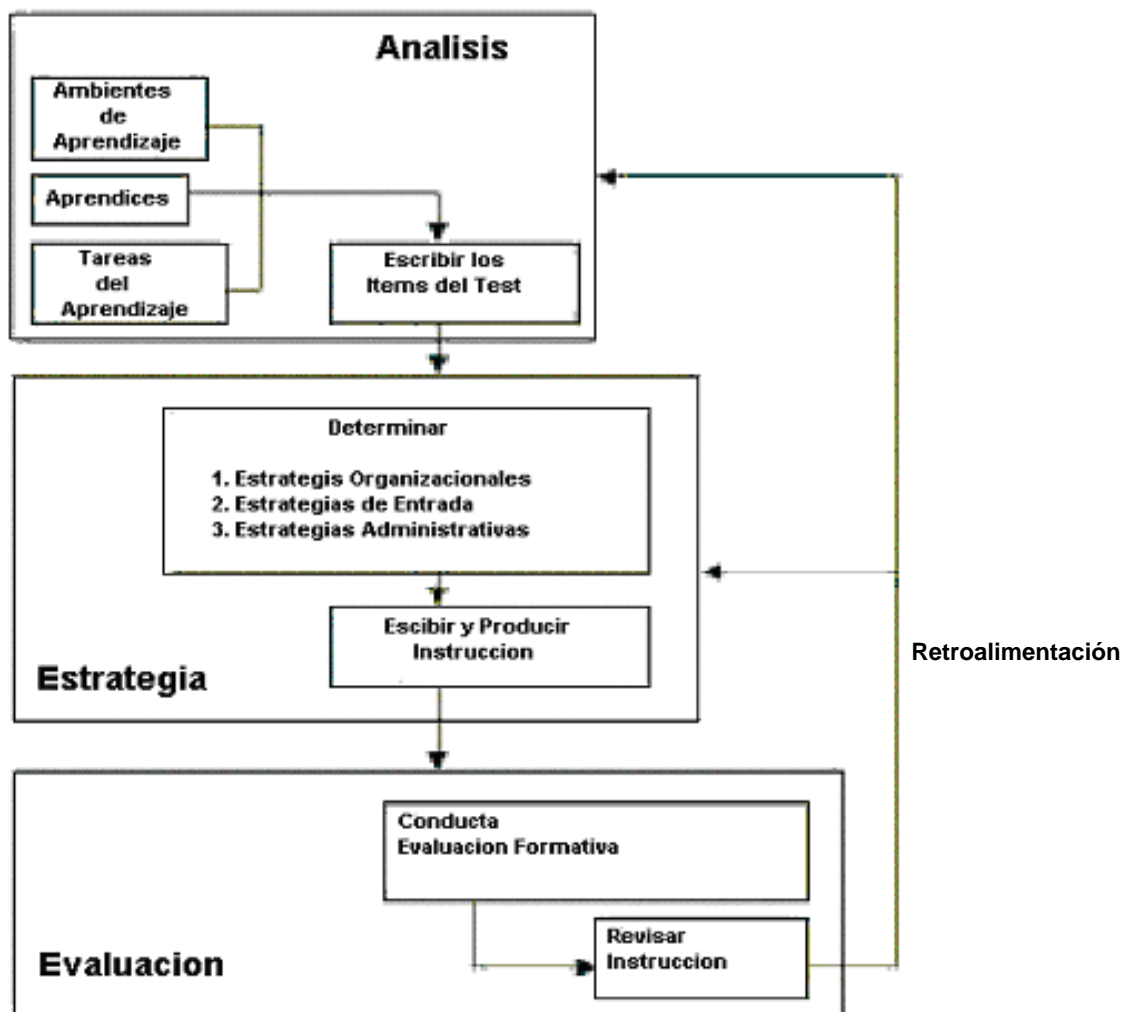 Analisis
Ambientes
de
Aprendizaje
Aprendices
Tareas
del
Aprendizaje
Escribir los
Items del Test
Determinar
1. Estrategis Organizacionales
2. Estrategias de Entrada
3. Estrategias Administrativas
Escibir y Producir
Instruccion
Estrategia
Retroalimentación
Conducta
Evaluacion Formativa
Revisar
Instruccion
Evaluacion